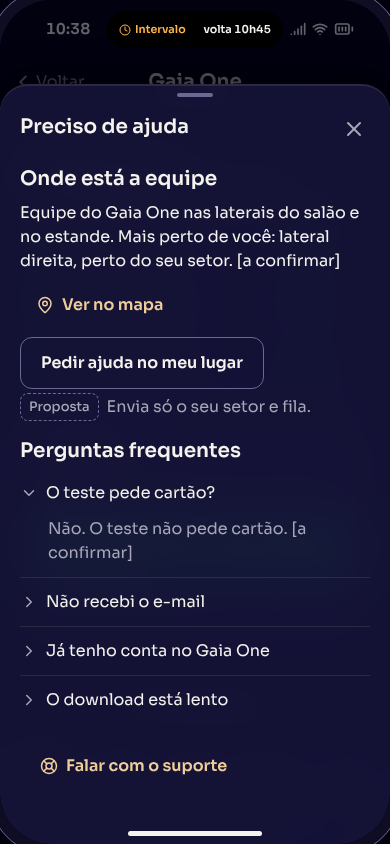 10:38
Intervalo volta 10h45
Voltar
Gaia One
Preciso de ajuda
Onde está a equipe
Equipe do Gaia One nas laterais do salão e
no estande. Mais perto de você: lateral
direita, perto do seu setor. [a confirmar]
Ver no mapa
Pedir ajuda no meu lugar
Proposta Envia só o seu setor e fila.
Perguntas frequentes
O teste pede cartão?
Não. O teste não pede cartão. [a
confirmar]
Não recebi o e-mail
Já tenho conta no Gaia One
O download está lento
Falar com o suporte